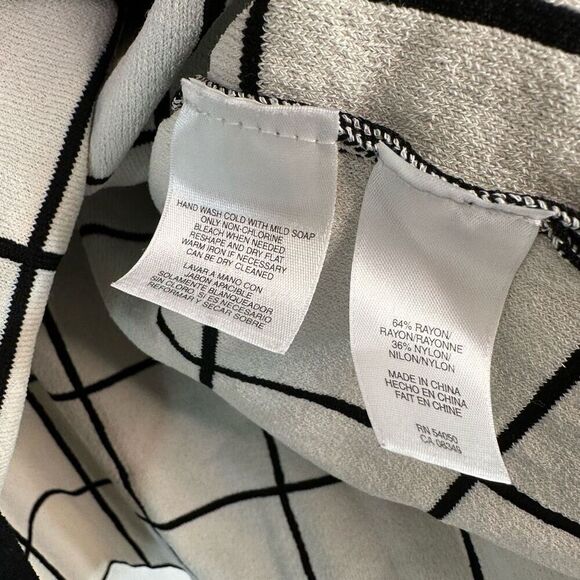 HAND WASH COLD WITH MILD SOAP
ONLY NON-CHLORINE
BLEACH WHEN NEEDED
RESHAPE AND DRY FLAT
WARM IRON IF NECESSARY
CAN BE DRY CLEANED
LAVAR A MANO CON
JABON APACIBLE
SOLAMENTE BLANQUEADOR
SIN CLORO SI ES NECESARIO
REFORMAR Y SECAR SOBRE
64% RAYON/
RAYON/RAYONNE
36% NYLON/
NILON/NYLON
MADE IN CHINA
HECHO EN CHINA
FAIT EN CHINE
RN 54050
CA 08349